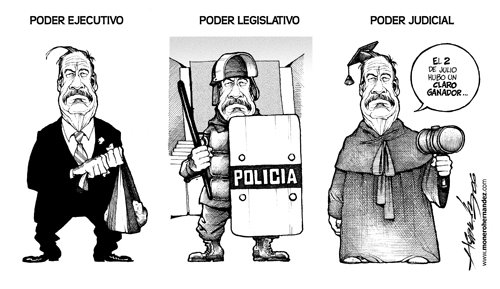 PODER EJECUTIVO
PODER LEGISLATIVO
PODER JUDICIAL
EL 2
DE JULIO
HUBO UN
CLARO
GANADOR...
POLICIA
www.monerohernandez.com